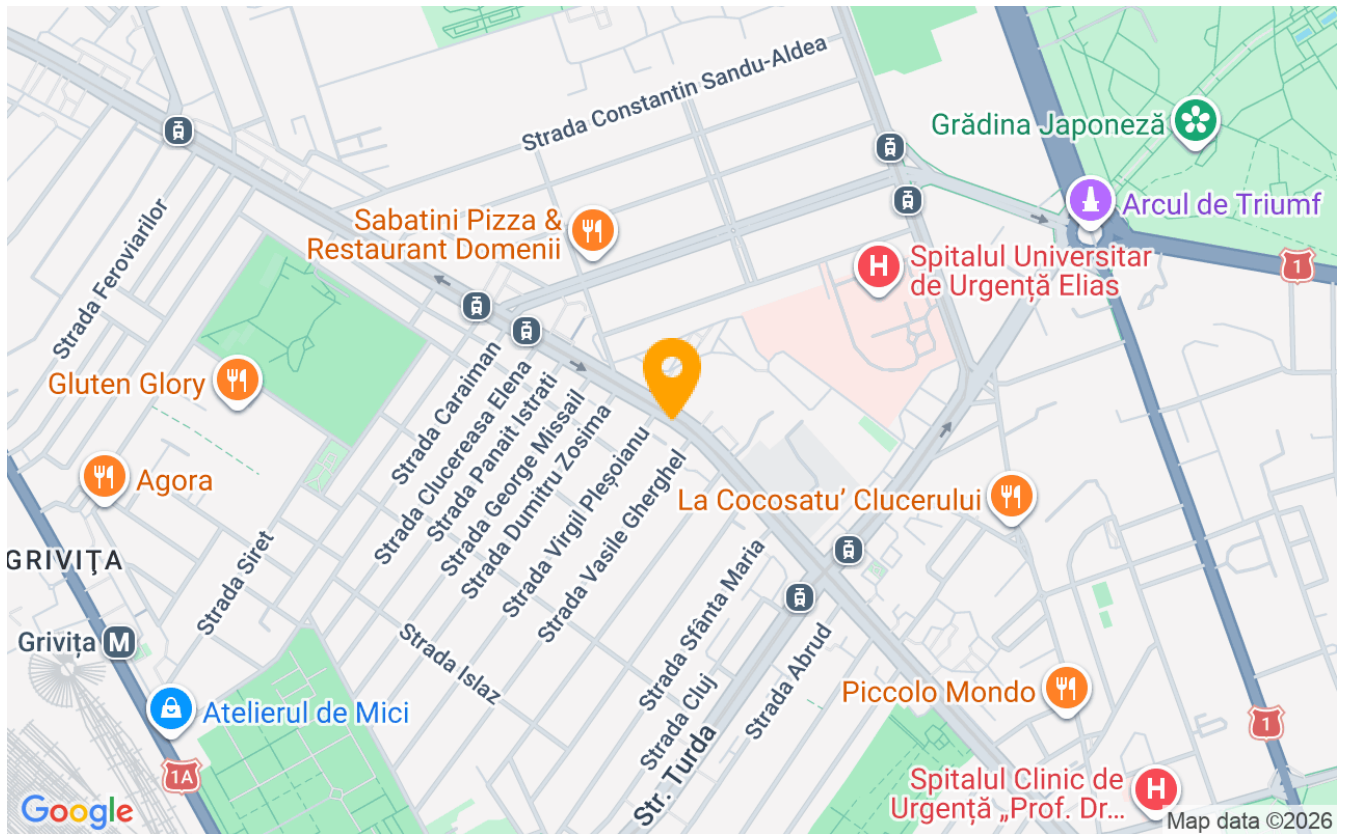 Strada Constantin Sandu-Aldea
Grădina Japoneză
Arcul de Triumf
Sabatini Pizza &
Restaurant Domenii
Spitalul Universitar
de Urgență Elias
1
Strada Feroviarilor
Gluten Glory
Strada Caraiman
Strada Clucereasa Elena
Strada Panait Istrati
Strada George Missail
Strada Dumitru Zosima
Strada Virgil Pleșoianu
Strada Vasile Gherghel
Agora
La Cocosatu' Clucerului
GRIVIȚA
Strada Siret
Grivița M
Strada Islaz
Strada Sfânta Maria
Strada Cluj
Str. Turda
Strada Abrud
Piccolo Mondo
Atelierul de Mici
1
1A
Spitalul Clinic de
Urgență „Prof. Dr...
H
H
Google
Map data ©2026